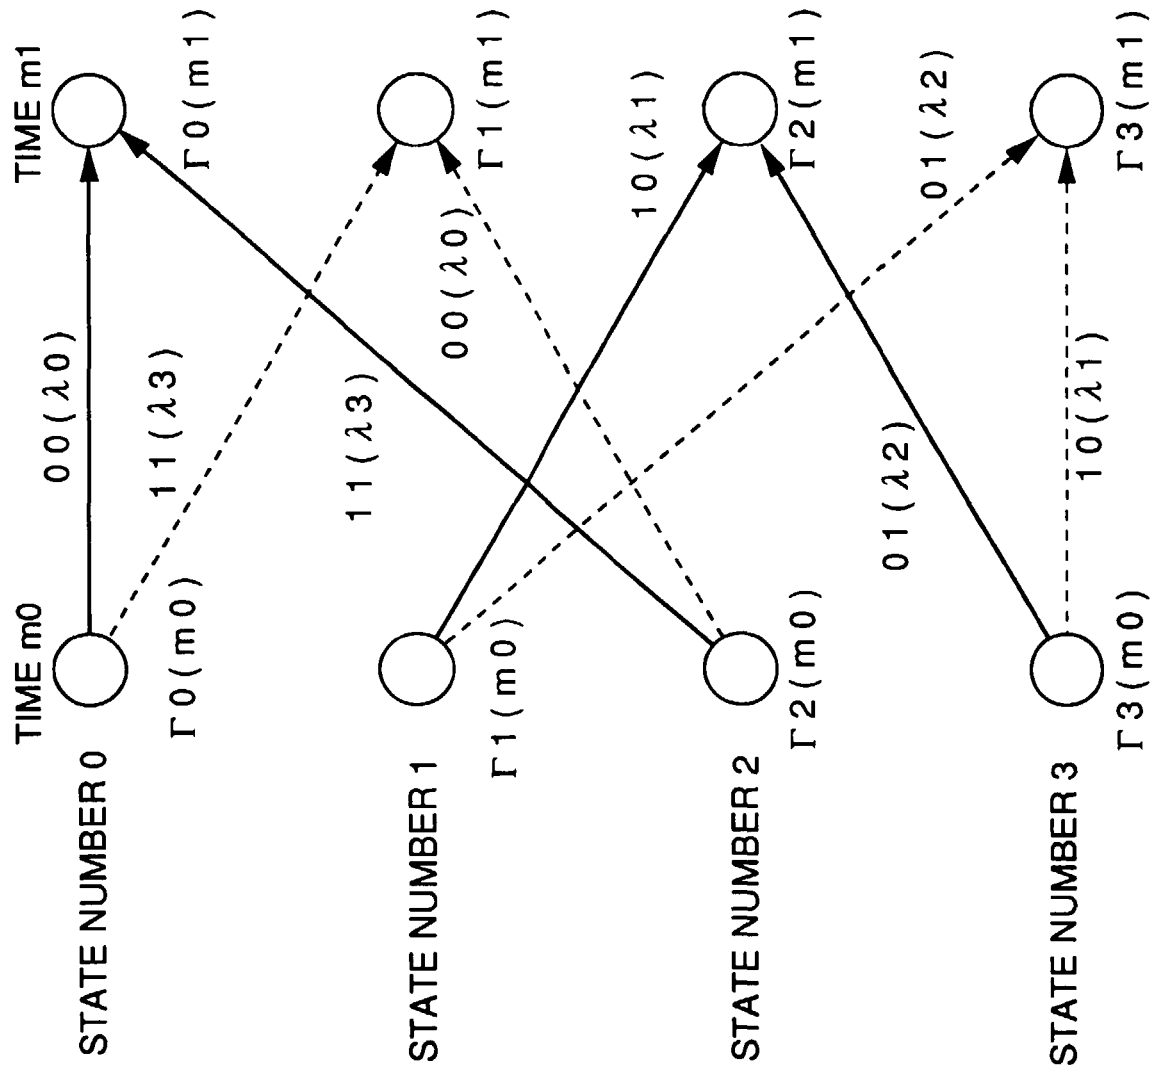 TIME m0
TIME m1
STATE NUMBER 0
Γ0(m0)
00(λ0)
11(λ3)
Γ0(m1)
STATE NUMBER 1
Γ1(m0)
11(λ3)
00(λ0)
Γ1(m1)
STATE NUMBER 2
Γ2(m0)
10(λ1)
Γ2(m1)
STATE NUMBER 3
Γ3(m0)
01(λ2)
10(λ1)
01(λ2)
Γ3(m1)